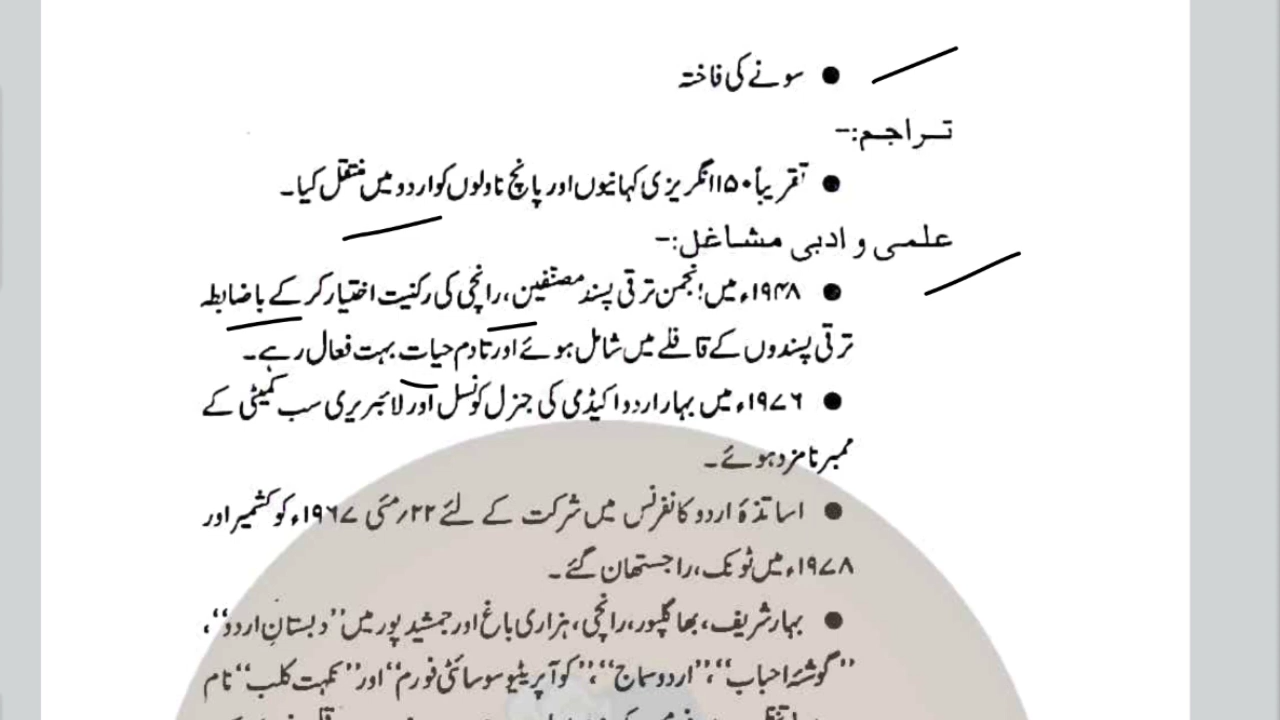 ● سونے کی فاختہ
تراجم:-
● تقریباً ۱۵۰انگریزی کہانیوں اور پانچ ناولوں کو اردو میں منتقل کیا۔
علمی و ادبی مشاغل:-
● ۱۹۴۸ء میں انجمن ترقی پسند مصنفین، رانچی کی رکنیت اختیار کر کے باضابطہ
ترقی پسندوں کے قافلے میں شامل ہوئے اور تادم حیات بہت فعال رہے۔
● ۱۹۷۶ء میں بہار اردو اکیڈمی کی جنرل کونسل اور لائبریری سب کمیٹی کے
ممبر نامزد ہوئے۔
● اساتذۂ اردو کانفرنس میں شرکت کے لئے ۲۲؍مئی ۱۹۶۷ء کو کشمیر اور
۱۹۷۸ء میں ٹونک، راجستھان گئے۔
● بہار شریف، بھاگلپور، رانچی، ہزاری باغ اور جمشید پور میں ”دبستانِ اردو“،
”گوشۂ احباب“، ”اردو سماج“، ”کوآپریٹیو سوسائٹی فورم“ اور ”نکہت کلب“ نام